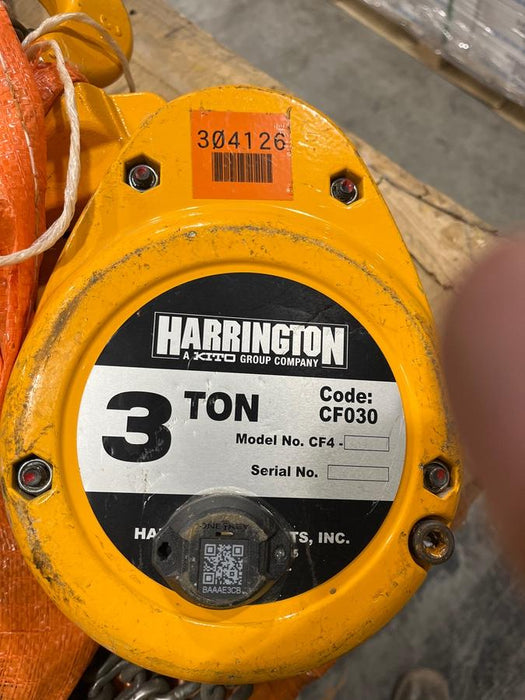 304126
HARRINGTON
A KITO GROUP COMPANY
3 TON
Code:
CF030
Model No. CF4 -
Serial No.
HA TS, INC.
BAAAE3CB